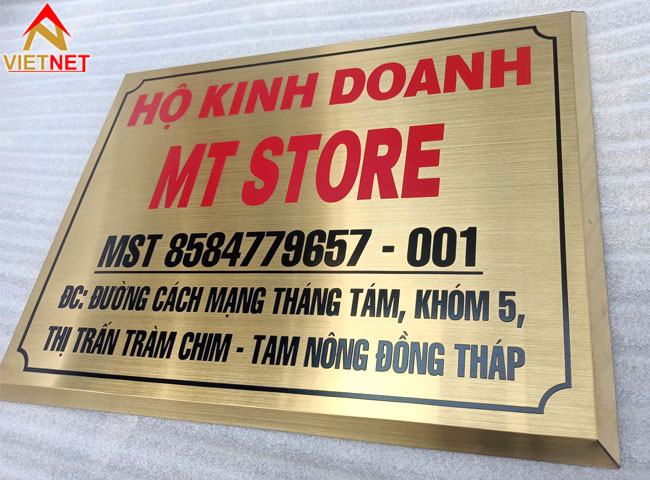 VIETNET
HỘ KINH DOANH
MT STORE
MST 8584779657 - 001
ĐC: ĐƯỜNG CÁCH MẠNG THÁNG TÁM, KHÓM 5,
THỊ TRẤN TRÀM CHIM - TAM NÔNG ĐỒNG THÁP